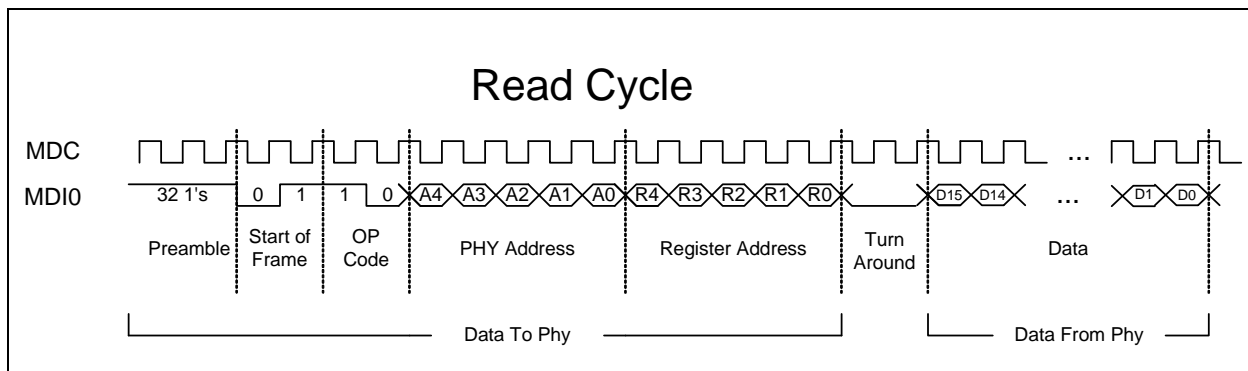 Read Cycle
MDC
...
MDI0
32 1's 0 1 1 0 A4 A3 A2 A1 A0 R4 R3 R2 R1 R0 D15 D14 ... D1 D0
Preamble
Start of Frame
OP Code
PHY Address
Register Address
Turn Around
Data
Data To Phy
Data From Phy